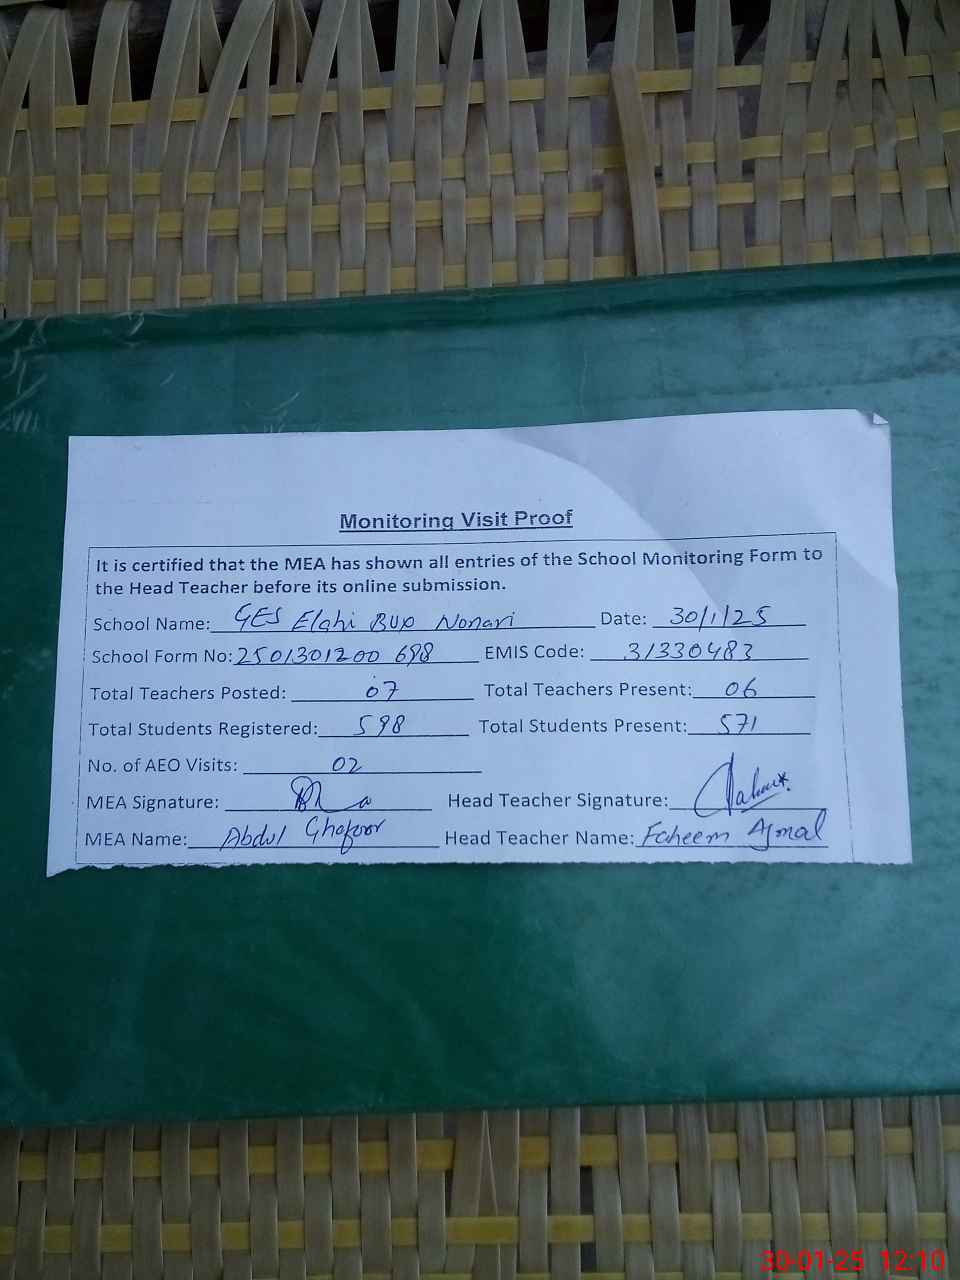 Monitoring Visit Proof
It is certified that the MEA has shown all entries of the School Monitoring Form to
the Head Teacher before its online submission.
School Name: GES Elahi Bux Nonari Date: 30/1/25
School Form No: 2501301200 698 EMIS Code: 31330483
Total Teachers Posted: 07 Total Teachers Present: 06
Total Students Registered: 598 Total Students Present: 571
No. of AEO Visits: 02
MEA Signature: Head Teacher Signature:
MEA Name: Abdul Ghafoor Head Teacher Name: Faheem Ajmal
30-01-25 12:10